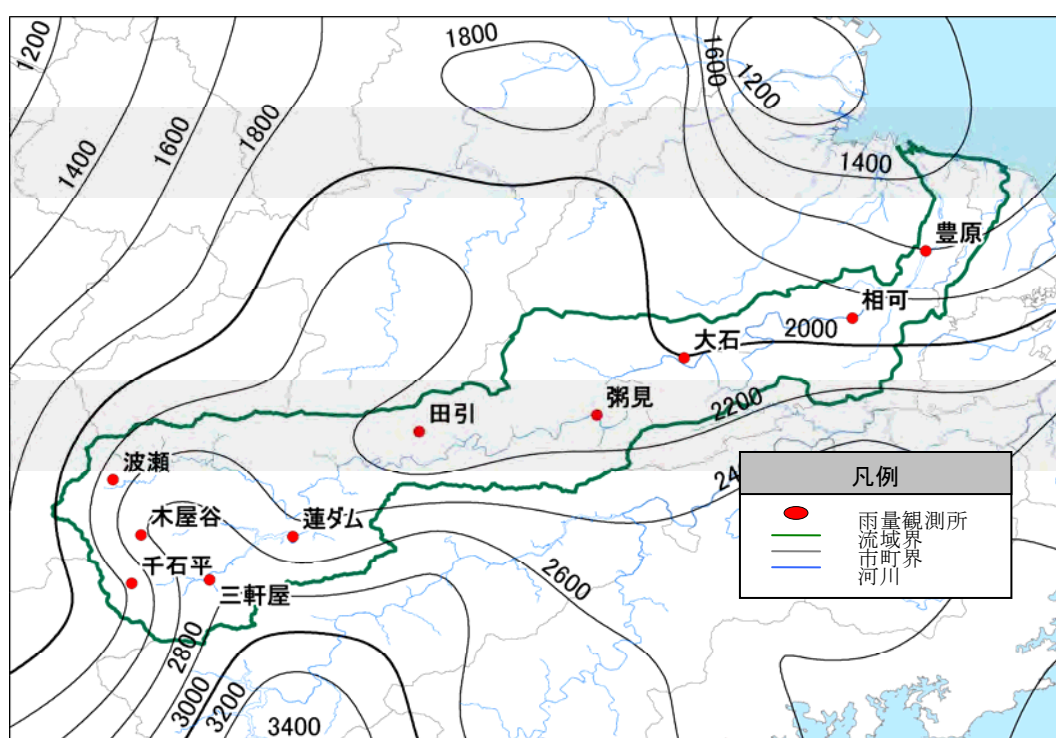 1200
1400
1600
1800
1800
1600
1200
1400
豊原
相可
2000
大石
粥見
田引
2200
波瀬
木屋谷
蓮ダム
千石平
三軒屋
2600
2800
3000
3200
3400
凡例
雨量観測所
流域界
市町界
河川